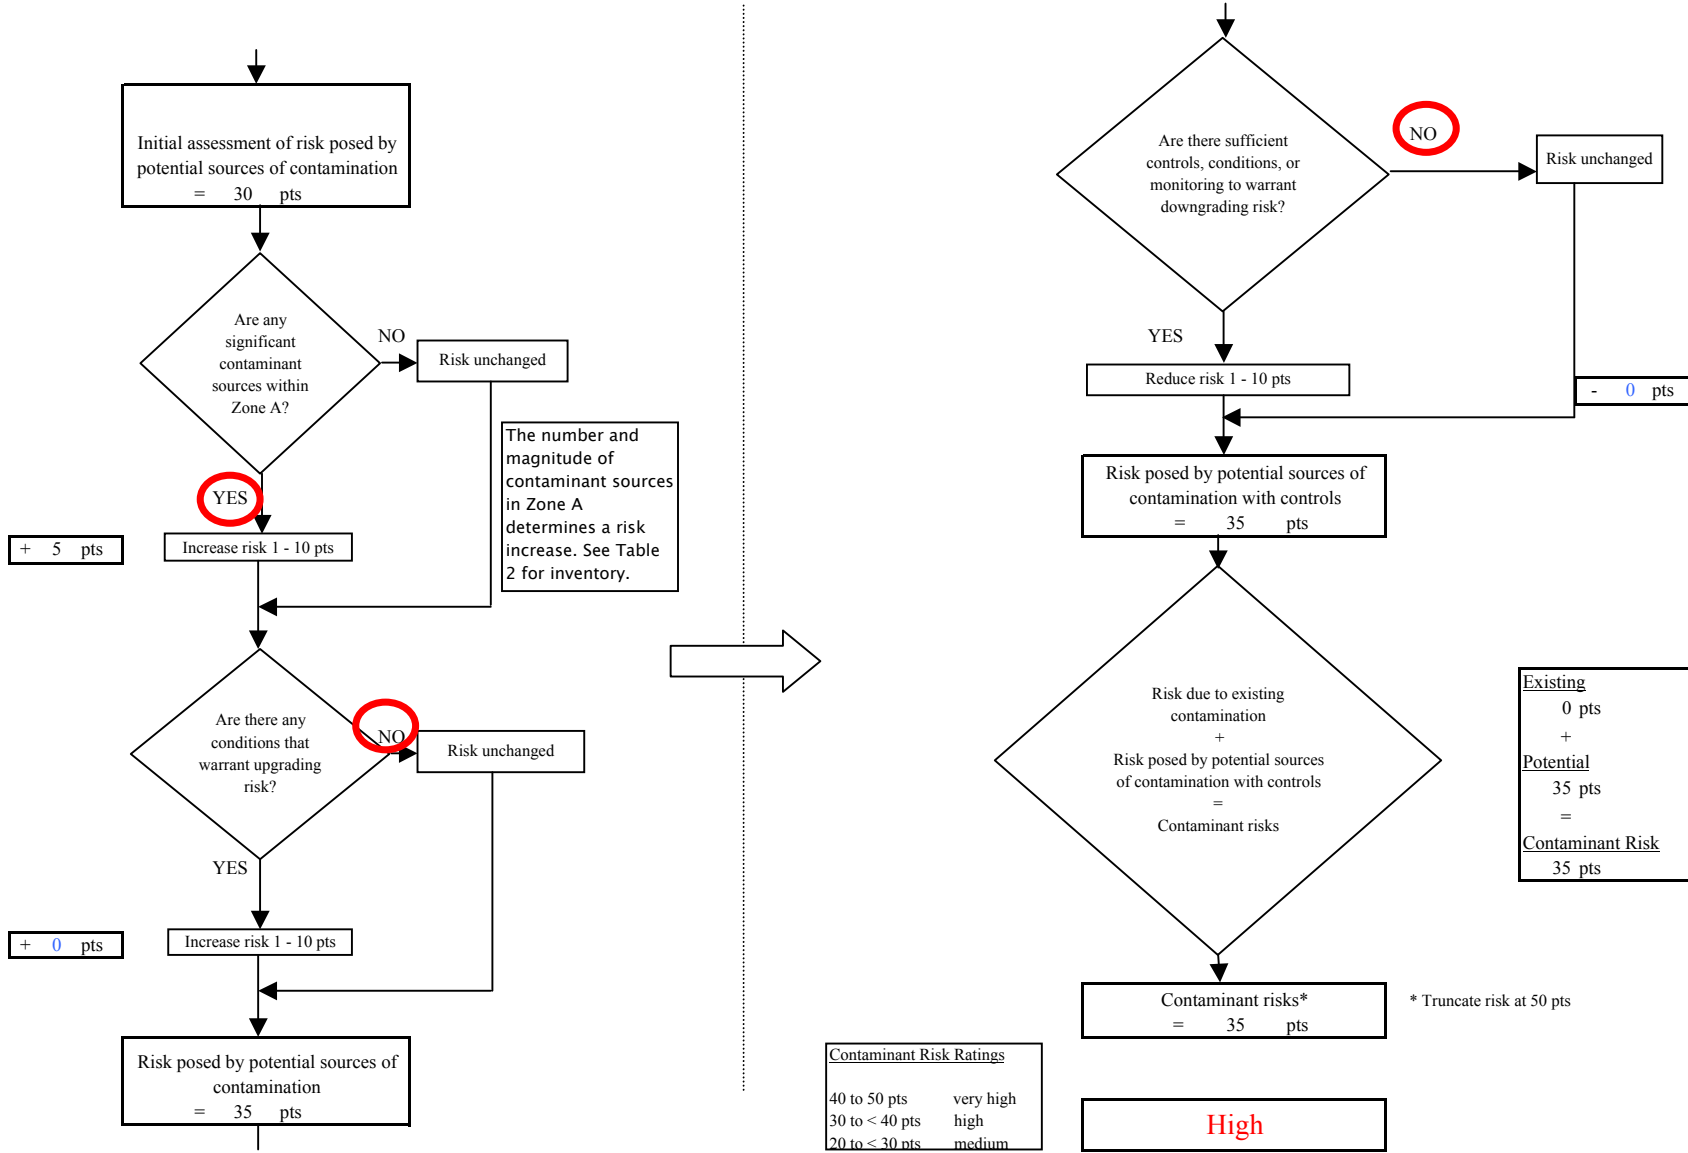 Initial assessment of risk posed by
potential sources of contamination
= 30 pts
Are any
significant
contaminant
sources within
Zone A?
NO
Risk unchanged
YES
+ 5 pts
Increase risk 1 - 10 pts
The number and
magnitude of
contaminant sources
in Zone A
determines a risk
increase. See Table
2 for inventory.
Are there any
conditions that
warrant upgrading
risk?
NO
Risk unchanged
YES
+ 0 pts
Increase risk 1 - 10 pts
Risk posed by potential sources of
contamination
= 35 pts
Are there sufficient
controls, conditions, or
monitoring to warrant
downgrading risk?
NO
Risk unchanged
YES
Reduce risk 1 - 10 pts
- 0 pts
Risk posed by potential sources of
contamination with controls
= 35 pts
Risk due to existing
contamination
+
Risk posed by potential sources
of contamination with controls
=
Contaminant risks
Existing
0 pts
+
Potential
35 pts
=
Contaminant Risk
35 pts
Contaminant risks*
= 35 pts
* Truncate risk at 50 pts
Contaminant Risk Ratings
40 to 50 pts very high
30 to < 40 pts high
20 to < 30 pts medium
High